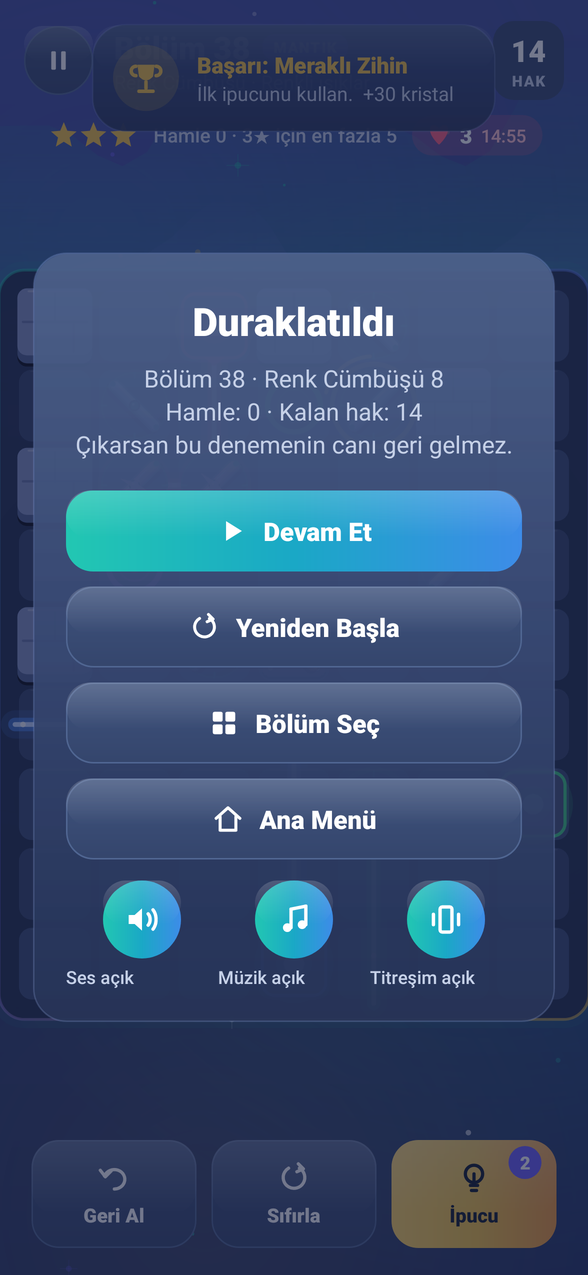 Bölüm 38
14
HAK
Başarı: Meraklı Zihin
İlk ipucunu kullan. +30 kristal
Hamle 0 · 3★ için en fazla 5
3 14:55
Duraklatıldı
Bölüm 38 · Renk Cümbüşü 8
Hamle: 0 · Kalan hak: 14
Çıkarsan bu denemenin canı geri gelmez.
Devam Et
Yeniden Başla
Bölüm Seç
Ana Menü
Ses açık
Müzik açık
Titreşim açık
2
Geri Al
Sıfırla
İpucu